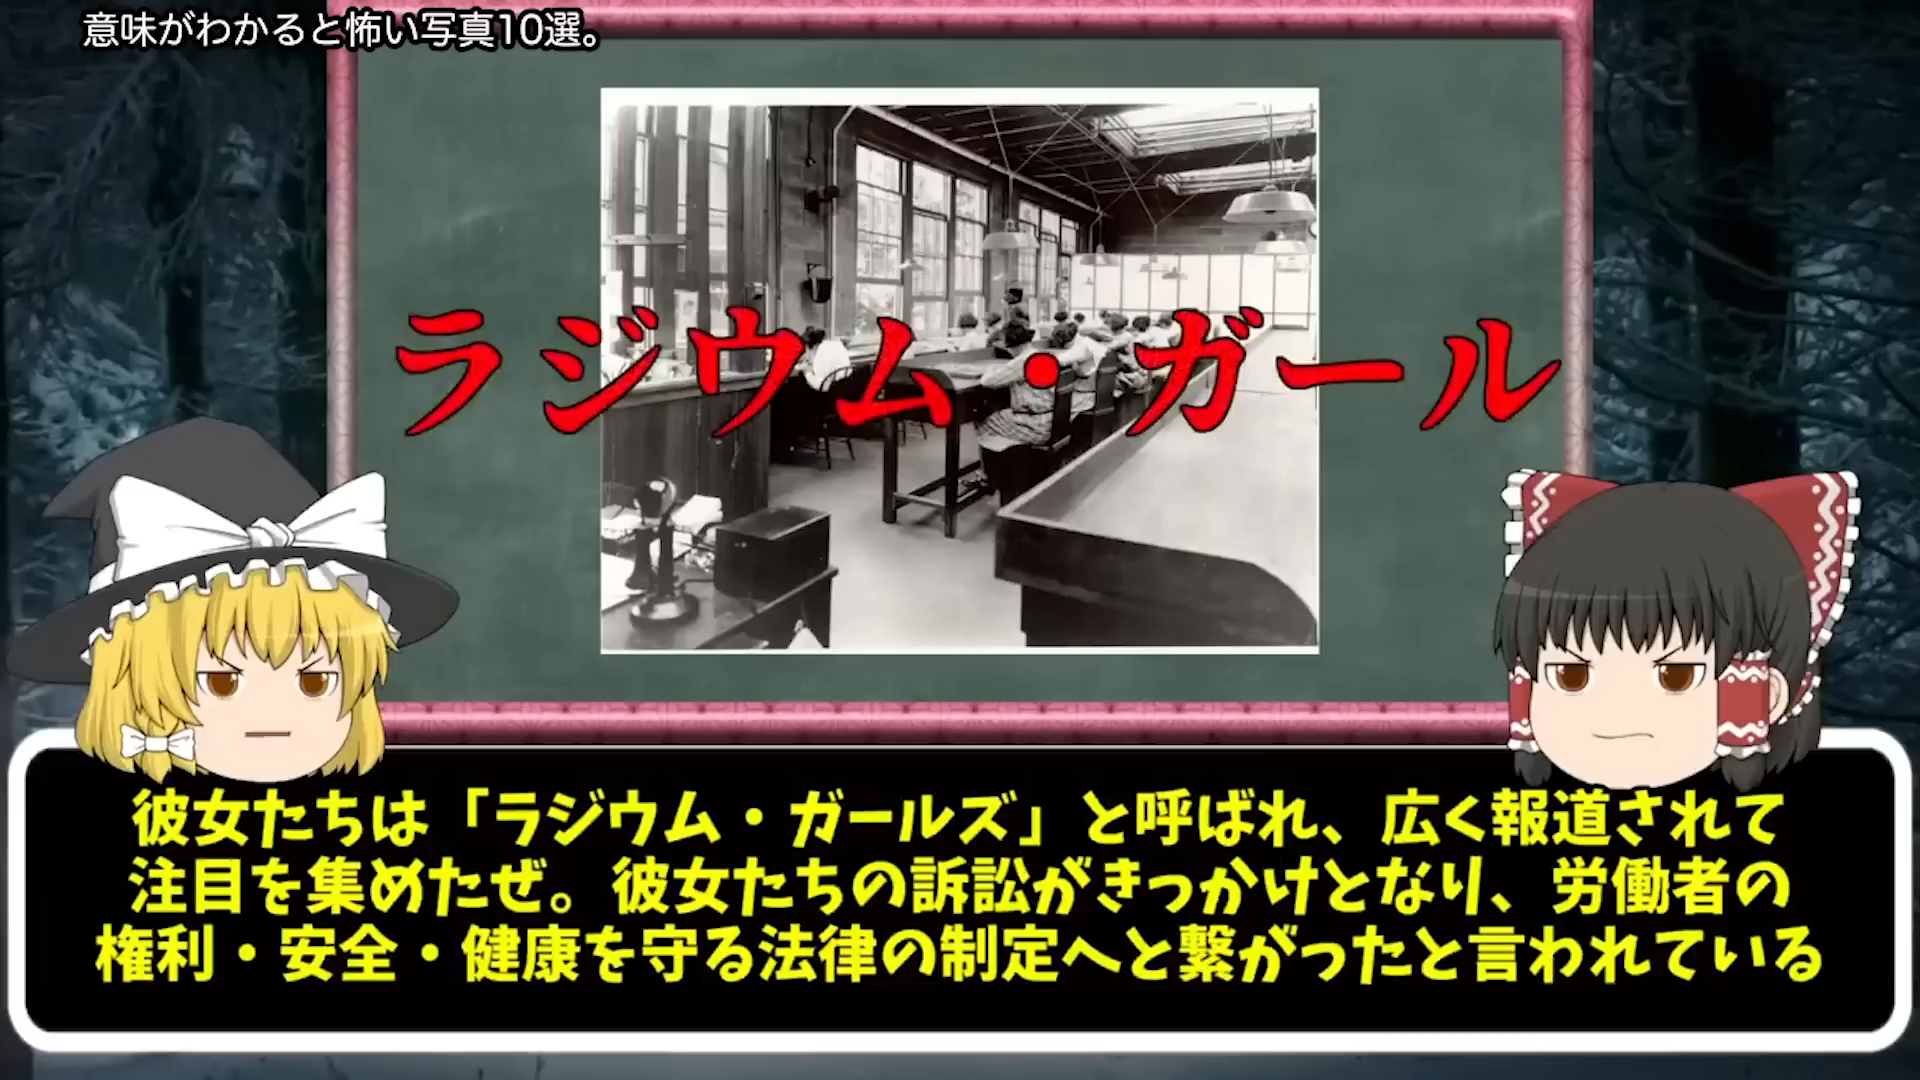 意味がわかると怖い写真10選。
ラジウム・ガール
彼女たちは「ラジウム・ガールズ」と呼ばれ、広く報道されて
注目を集めたぜ。彼女たちの訴訟がきっかけとなり、労働者の
権利・安全・健康を守る法律の制定へと繋がったと言われている